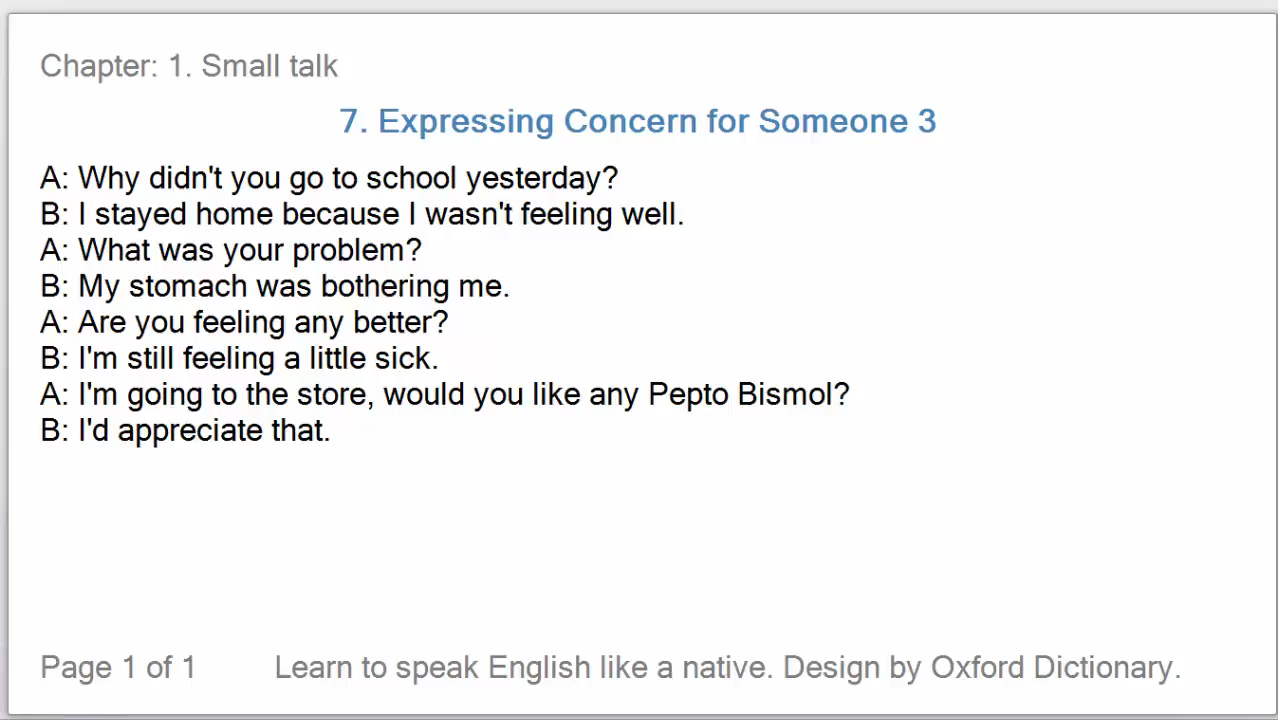 Chapter: 1. Small talk
7. Expressing Concern for Someone 3
A: Why didn't you go to school yesterday?
B: I stayed home because I wasn't feeling well.
A: What was your problem?
B: My stomach was bothering me.
A: Are you feeling any better?
B: I'm still feeling a little sick.
A: I'm going to the store, would you like any Pepto Bismol?
B: I'd appreciate that.
Page 1 of 1 Learn to speak English like a native. Design by Oxford Dictionary.